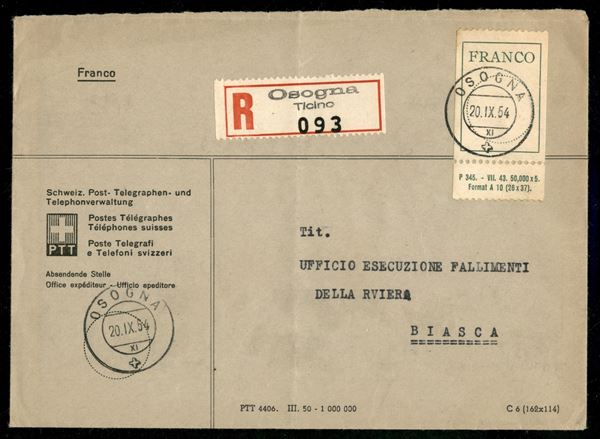 Franco
R
Osogna
Ticino
093
FRANCO
OSOGNA
20.IX.64
XI
P 345. - VII. 43. 50,000 x 5.
Format A 10 (26 x 37).
Schweiz. Post- Telegraphen- und
Telephonverwaltung
Postes Télégraphes
Téléphones suisses
Poste Telegrafi
e Telefoni svizzeri
PTT
Absendende Stelle
Office expéditeur - Ufficio speditore
OSOGNA
20.IX.64
XI
Tit.
UFFICIO ESECUZIONE FALLIMENTI
DELLA RVIERA
BIASCA
PTT 4406. III. 50 - 1 000 000
C 6 (162x114)